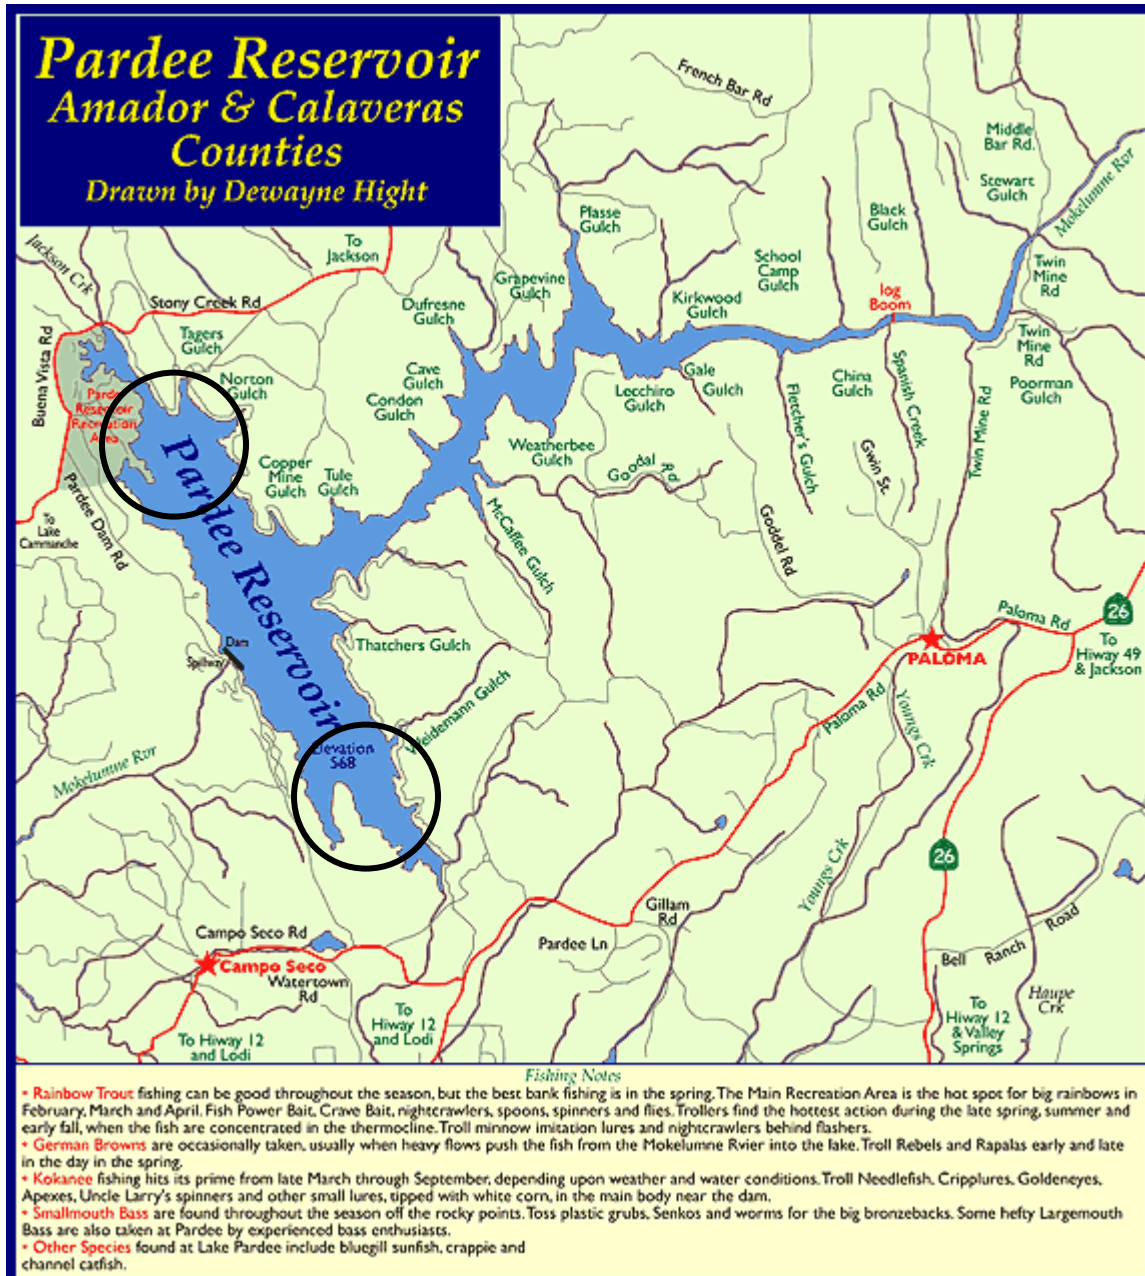 Pardee Reservoir
Amador & Calaveras
Counties
Drawn by Dewayne Hight
French Bar Rd
Middle
Bar Rd.
Stewart
Gulch
Mokelumne Rvr
Plasse
Gulch
Black
Gulch
To
Jackson
Jackson Crk
School
Camp
Gulch
Twin
Mine
Rd
Grapevine
Gulch
Kirkwood
Gulch
log
Boom
Stony Creek Rd
Dufresne
Gulch
Tagers
Gulch
Buena Vista Rd
Norton
Gulch
Cave
Gulch
Condon
Gulch
Lecchiro
Gulch
Gale
Gulch
China
Gulch
Spanish Creek
Twin
Mine
Rd
Poorman
Gulch
Pardee
Reservoir
Recreation
Area
Fletcher's Gulch
Twin Mine Rd
Pardee Reservoir
Weatherbee
Gulch
Goodal Rd
Gwin St.
Copper
Mine
Gulch
Tule
Gulch
Pardee Dam Rd
To
Lake
Cammanche
McCaffee Gulch
Goddel Rd
Paloma Rd
26
To
Hiway 49
& Jackson
Dam
Spillway
Thatchers Gulch
PALOMA
Weidemann Gulch
Paloma Rd
Youngs Crk
Elevation
568
Mokelumne Rvr
26
Youngs Crk
Gillam
Rd
Campo Seco Rd
Pardee Ln
Bell Ranch Road
Campo Seco
Watertown
Rd
Haupe
Crk
To
Hiway 12
and Lodi
To
Hiway 12
& Valley
Springs
To Hiway 12
and Lodi
Fishing Notes
• Rainbow Trout fishing can be good throughout the season, but the best bank fishing is in the spring. The Main Recreation Area is the hot spot for big rainbows in
February, March and April. Fish Power Bait, Crave Bait, nightcrawlers, spoons, spinners and flies. Trollers find the hottest action during the late spring, summer and
early fall, when the fish are concentrated in the thermocline. Troll minnow imitation lures and nightcrawlers behind flashers.
• German Browns are occasionally taken, usually when heavy flows push the fish from the Mokelumne Rvier into the lake. Troll Rebels and Rapalas early and late
in the day in the spring.
• Kokanee fishing hits its prime from late March through September, depending upon weather and water conditions. Troll Needlefish, Cripplures, Goldeneyes,
Apexes, Uncle Larry's spinners and other small lures, tipped with white corn, in the main body near the dam.
• Smallmouth Bass are found throughout the season off the rocky points. Toss plastic grubs, Senkos and worms for the big bronzebacks. Some hefty Largemouth
Bass are also taken at Pardee by experienced bass enthusiasts.
• Other Species found at Lake Pardee include bluegill sunfish, crappie and
channel catfish.